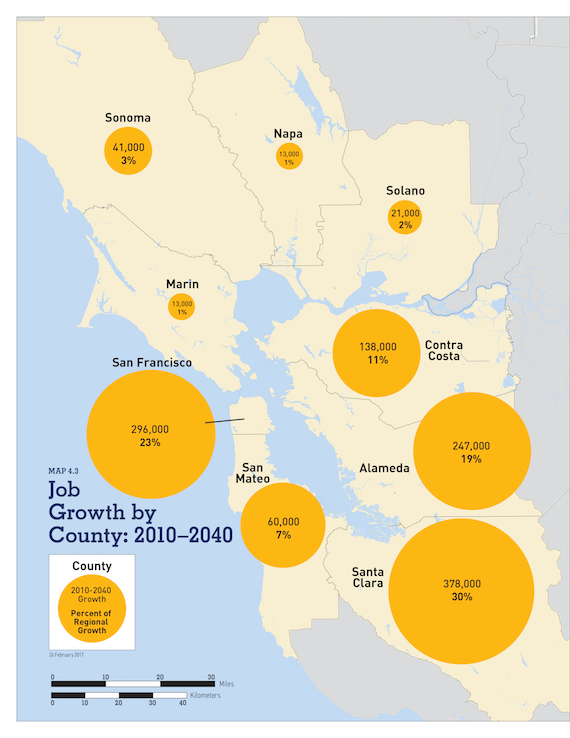 Sonoma
41,000
3%
Napa
13,000
1%
Solano
21,000
2%
Marin
13,000
1%
San Francisco
296,000
23%
138,000
11%
Contra
Costa
Alameda
247,000
19%
San
Mateo
60,000
7%
Santa
Clara
378,000
30%
MAP 4.3
Job
Growth by
County: 2010–2040
County
2010-2040
Growth
Percent of
Regional
Growth
26 February 2017
0 10 20 30
Miles
Kilometers
0 10 20 30 40